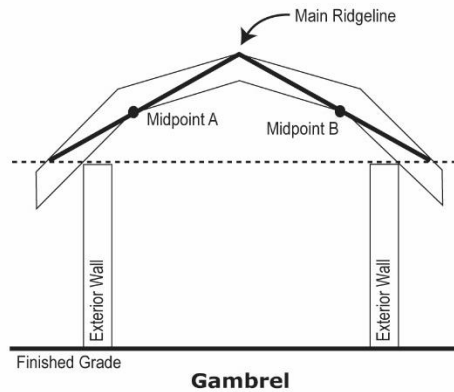 Main Ridgeline
Midpoint A
Midpoint B
Exterior Wall
Exterior Wall
Finished Grade
Gambrel